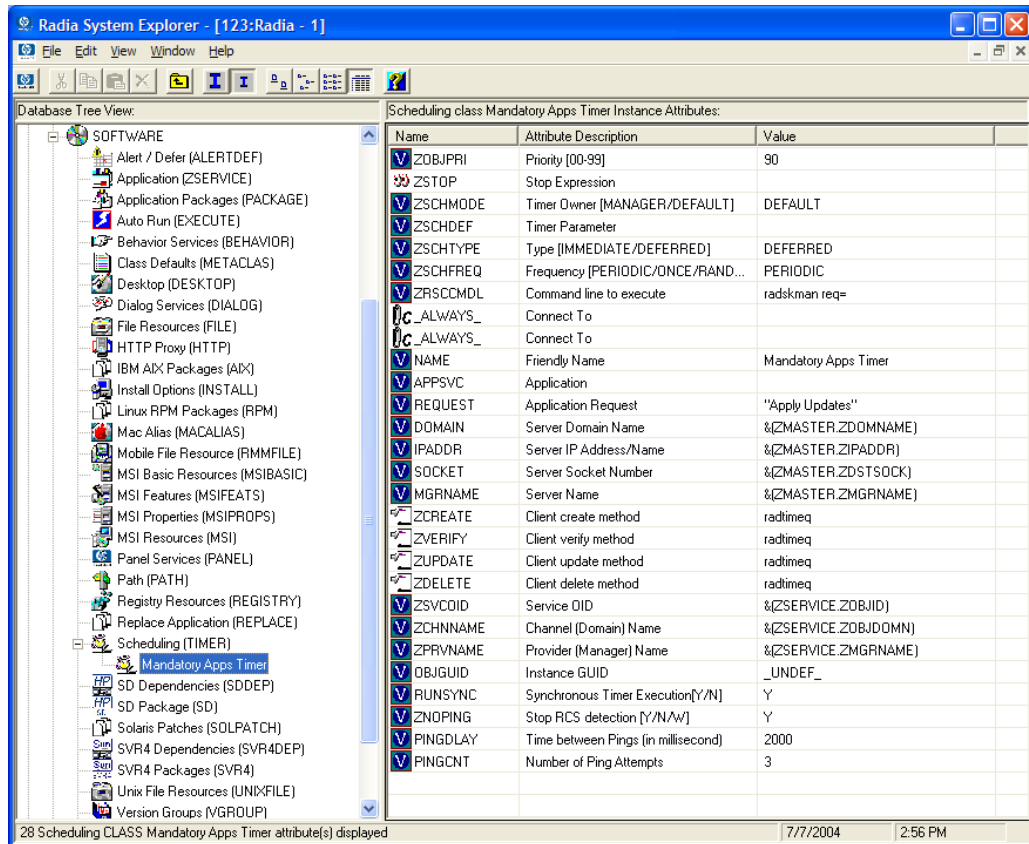 Radia System Explorer - [123:Radia - 1]
File Edit View Window Help
Database Tree View:
SOFTWARE
Alert / Defer (ALERTDEF)
Application (ZSERVICE)
Application Packages (PACKAGE)
Auto Run (EXECUTE)
Behavior Services (BEHAVIOR)
Class Defaults (METACLAS)
Desktop (DESKTOP)
Dialog Services (DIALOG)
File Resources (FILE)
HTTP Proxy (HTTP)
IBM AIX Packages (AIX)
Install Options (INSTALL)
Linux RPM Packages (RPM)
Mac Alias (MACALIAS)
Mobile File Resource (RMMFILE)
MSI Basic Resources (MSIBASIC)
MSI Features (MSIFEATS)
MSI Properties (MSIPROPS)
MSI Resources (MSI)
Panel Services (PANEL)
Path (PATH)
Registry Resources (REGISTRY)
Replace Application (REPLACE)
Scheduling (TIMER)
Mandatory Apps Timer
SD Dependencies (SDDEP)
SD Package (SD)
Solaris Patches (SOLPATCH)
SVR4 Dependencies (SVR4DEP)
SVR4 Packages (SVR4)
Unix File Resources (UNIXFILE)
Version Groups (VGROUP)
Scheduling class Mandatory Apps Timer Instance Attributes:
Name Attribute Description Value
ZOBJPRI Priority [00-99] 90
ZSTOP Stop Expression
ZSCHMODE Timer Owner [MANAGER/DEFAULT] DEFAULT
ZSCHDEF Timer Parameter
ZSCHTYPE Type [IMMEDIATE/DEFERRED] DEFERRED
ZSCHFREQ Frequency [PERIODIC/ONCE/RAND... PERIODIC
ZRSCCMDL Command line to execute radskman req=
_ALWAYS_ Connect To
_ALWAYS_ Connect To
NAME Friendly Name Mandatory Apps Timer
APPSVC Application
REQUEST Application Request "Apply Updates"
DOMAIN Server Domain Name &(ZMASTER.ZDOMNAME)
IPADDR Server IP Address/Name &(ZMASTER.ZIPADDR)
SOCKET Server Socket Number &(ZMASTER.ZDSTSOCK)
MGRNAME Server Name &(ZMASTER.ZMGRNAME)
ZCREATE Client create method radtimeq
ZVERIFY Client verify method radtimeq
ZUPDATE Client update method radtimeq
ZDELETE Client delete method radtimeq
ZSVCOID Service OID &(ZSERVICE.ZOBJID)
ZCHNNAME Channel (Domain) Name &(ZSERVICE.ZOBJDOMN)
ZPRVNAME Provider (Manager) Name &(ZSERVICE.ZMGRNAME)
OBJGUID Instance GUID _UNDEF_
RUNSYNC Synchronous Timer Execution[Y/N] Y
ZNOPING Stop RCS detection [Y/N/W] Y
PINGDLAY Time between Pings (in millisecond) 2000
PINGCNT Number of Ping Attempts 3
28 Scheduling CLASS Mandatory Apps Timer attribute(s) displayed 7/7/2004 2:56 PM